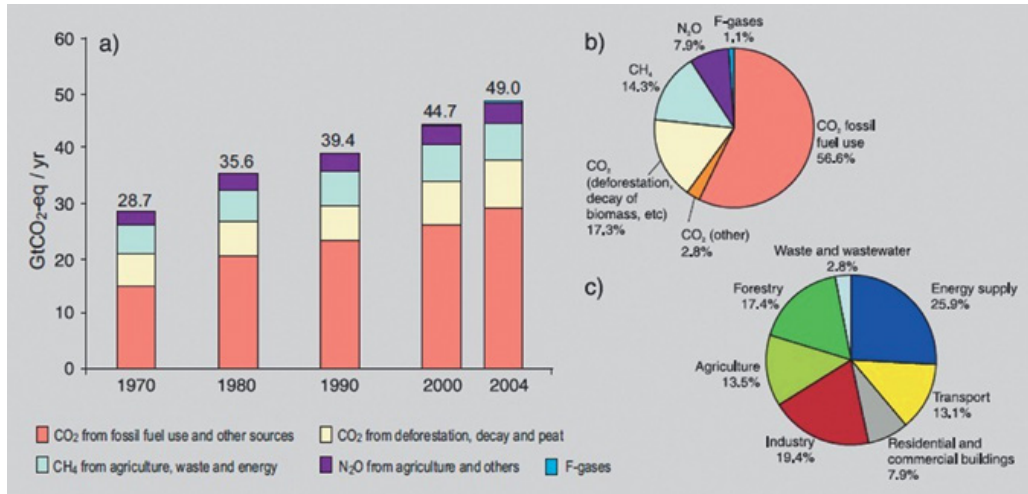 a)
GtCO₂-eq / yr
60
50
40
30
20
10
0
28.7
35.6
39.4
44.7
49.0
1970
1980
1990
2000
2004
CO₂ from fossil fuel use and other sources
CO₂ from deforestation, decay and peat
CH₄ from agriculture, waste and energy
N₂O from agriculture and others
F-gases
b)
F-gases
1.1%
N₂O
7.9%
CH₄
14.3%
CO₂ fossil
fuel use
56.6%
CO₂
(deforestation,
decay of
biomass, etc)
17.3%
CO₂ (other)
2.8%
c)
Waste and wastewater
2.8%
Forestry
17.4%
Energy supply
25.9%
Agriculture
13.5%
Transport
13.1%
Industry
19.4%
Residential and
commercial buildings
7.9%